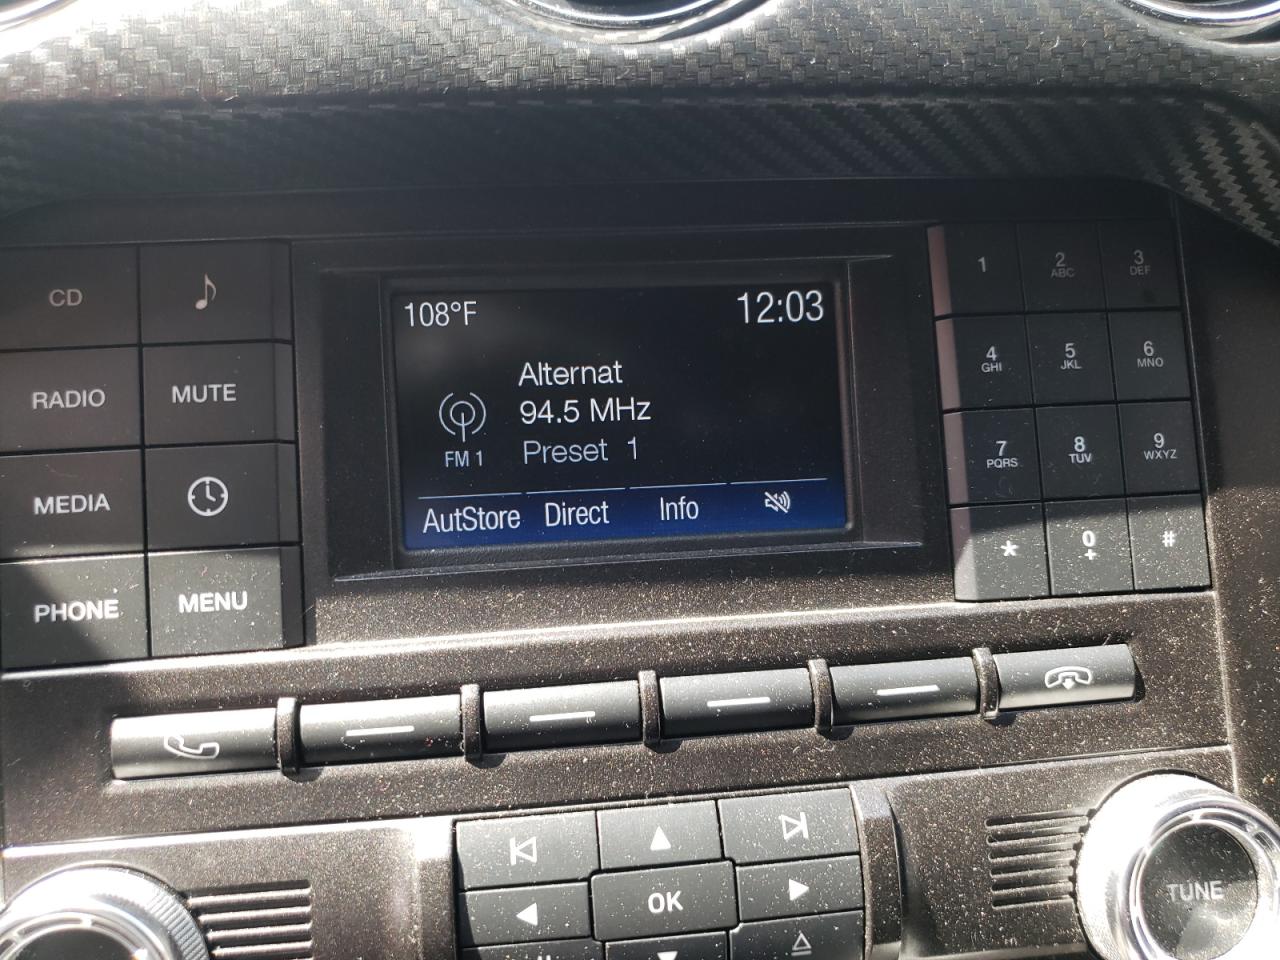 CD
RADIO
MUTE
MEDIA
PHONE
MENU
108°F
12:03
Alternat
94.5 MHz
FM 1
Preset 1
AutStore
Direct
Info
1
2
ABC
3
DEF
4
GHI
5
JKL
6
MNO
7
PQRS
8
TUV
9
WXYZ
*
0
+
#
OK
TUNE